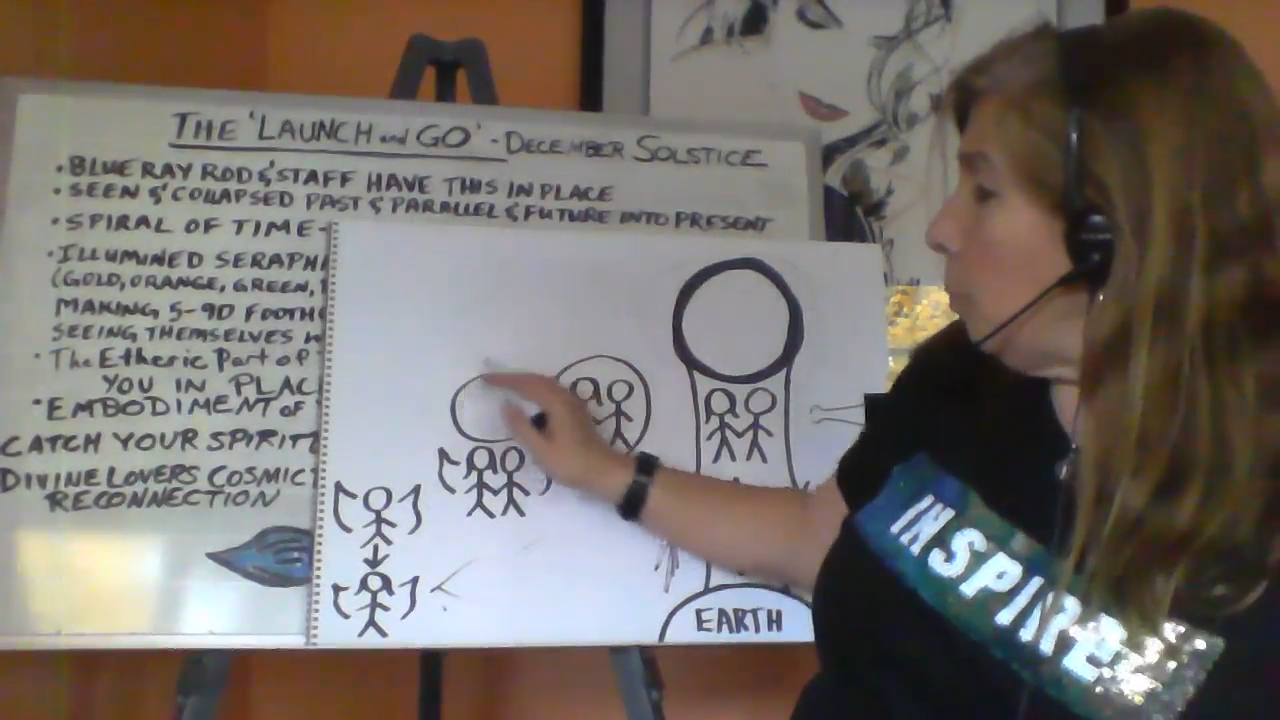 THE 'LAUNCH and GO' - DECEMBER SOLSTICE
• BLUE RAY ROD & STAFF HAVE THIS IN PLACE
• SEEN & COLLAPSED PAST & PARALLEL & FUTURE INTO PRESENT
• SPIRAL OF TIME-
• ILLUMINED SERAPH
(GOLD, ORANGE, GREEN,
MAKING 5-9D FOOTH
SEEING THEMSELVES
• The Etheric Part of
YOU IN PLAC
• EMBODIMENT OF
CATCH YOUR SPIRIT
DIVINE LOVERS COSMIC
RECONNECTION
EARTH
INSPIRE